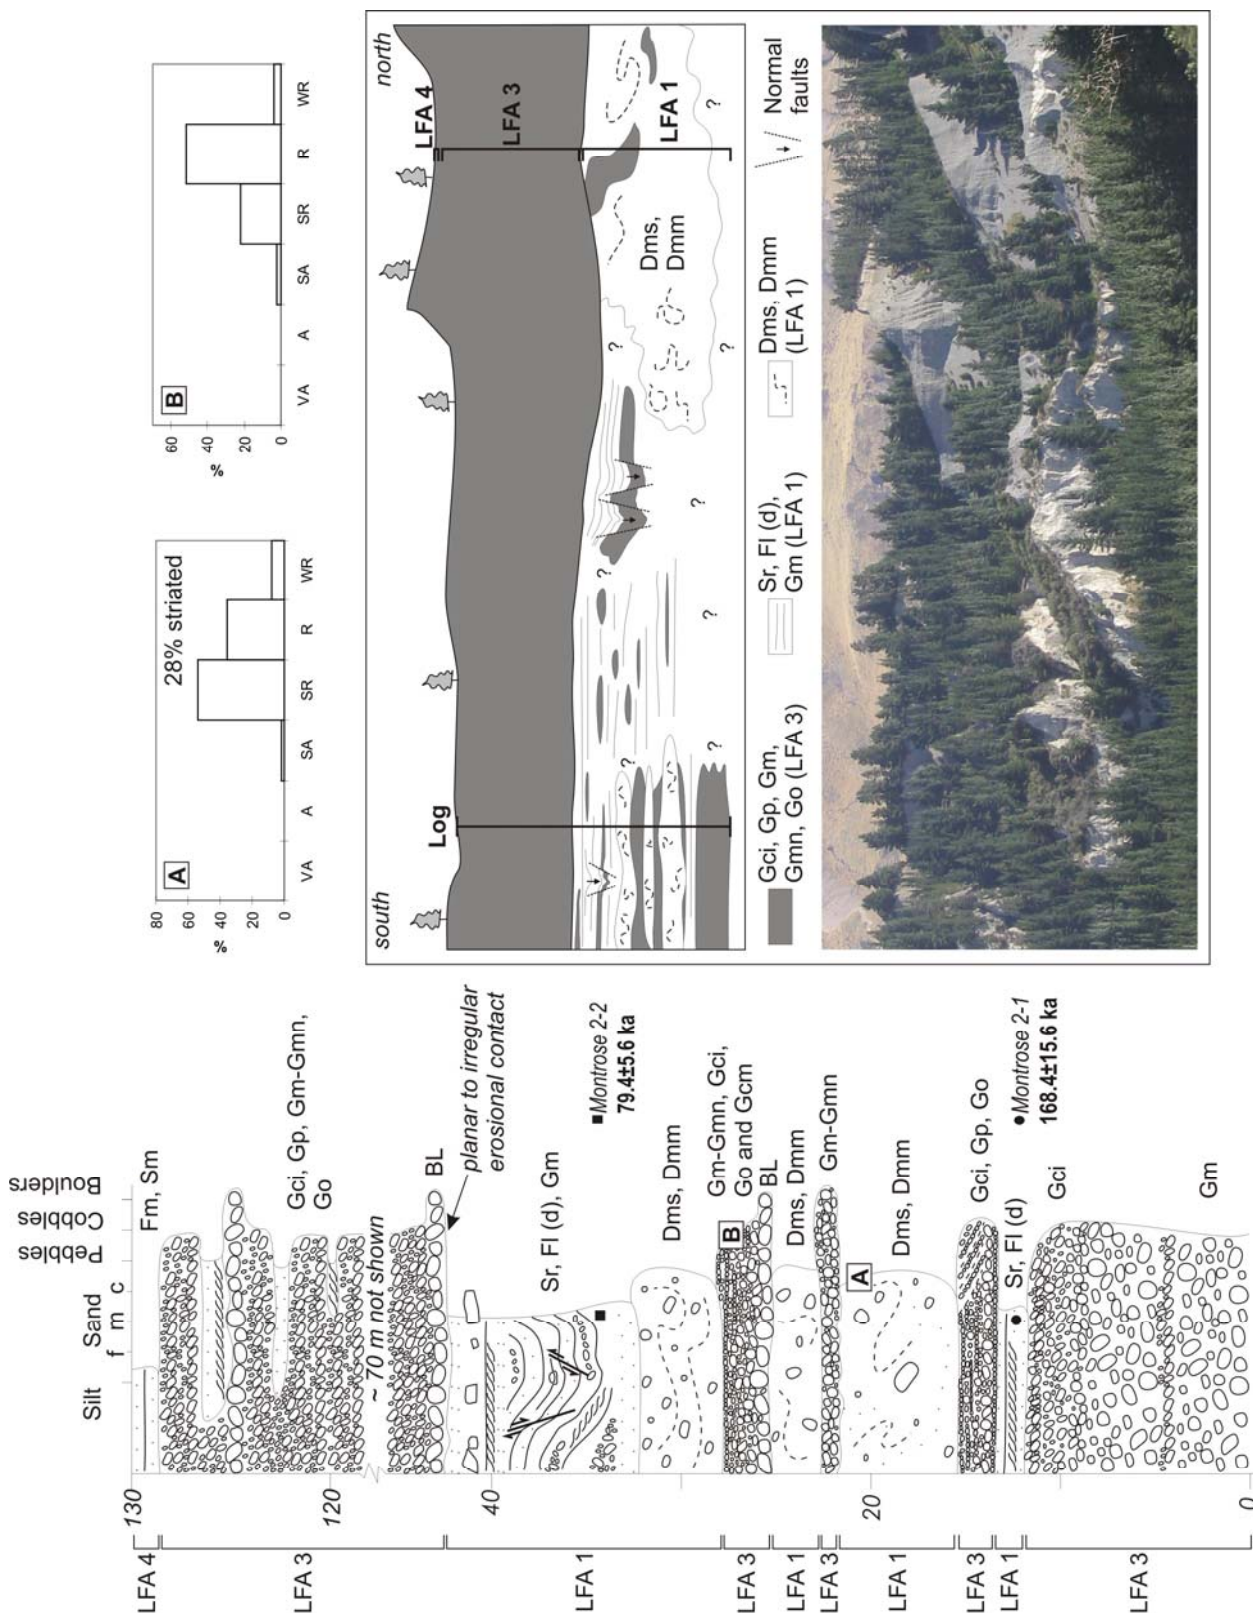 LFA 4
LFA 3
LFA 1
LFA 3
LFA 1
LFA 3
LFA 1
LFA 3
LFA 1
LFA 3
130
120
40
20
0
~ 70 m not shown
Silt
f
m
c
Sand
Pebbles
Cobbles
Boulders
Fm, Sm
Gci, Gp, Gm-Gmn,
Go
BL
planar to irregular
erosional contact
Sr, Fl (d), Gm
Montrose 2-2
79.4±5.6 ka
Dms, Dmm
B
Gm-Gmn, Gci,
Go and Gcm
BL
Dms, Dmm
Gm-Gmn
A
Dms, Dmm
Gci, Gp, Go
Sr, Fl (d)
Montrose 2-1
168.4±15.6 ka
Gci
Gm
A
28% striated
%
80
60
40
20
0
VA
A
SA
SR
R
WR
B
%
60
40
20
0
VA
A
SA
SR
R
WR
south
north
Log
LFA 4
LFA 3
LFA 1
Dms,
Dmm
?
?
?
?
?
?
?
?
?
Gci, Gp, Gm,
Gmn, Go (LFA 3)
Sr, Fl (d),
Gm (LFA 1)
Dms, Dmm
(LFA 1)
Normal
faults